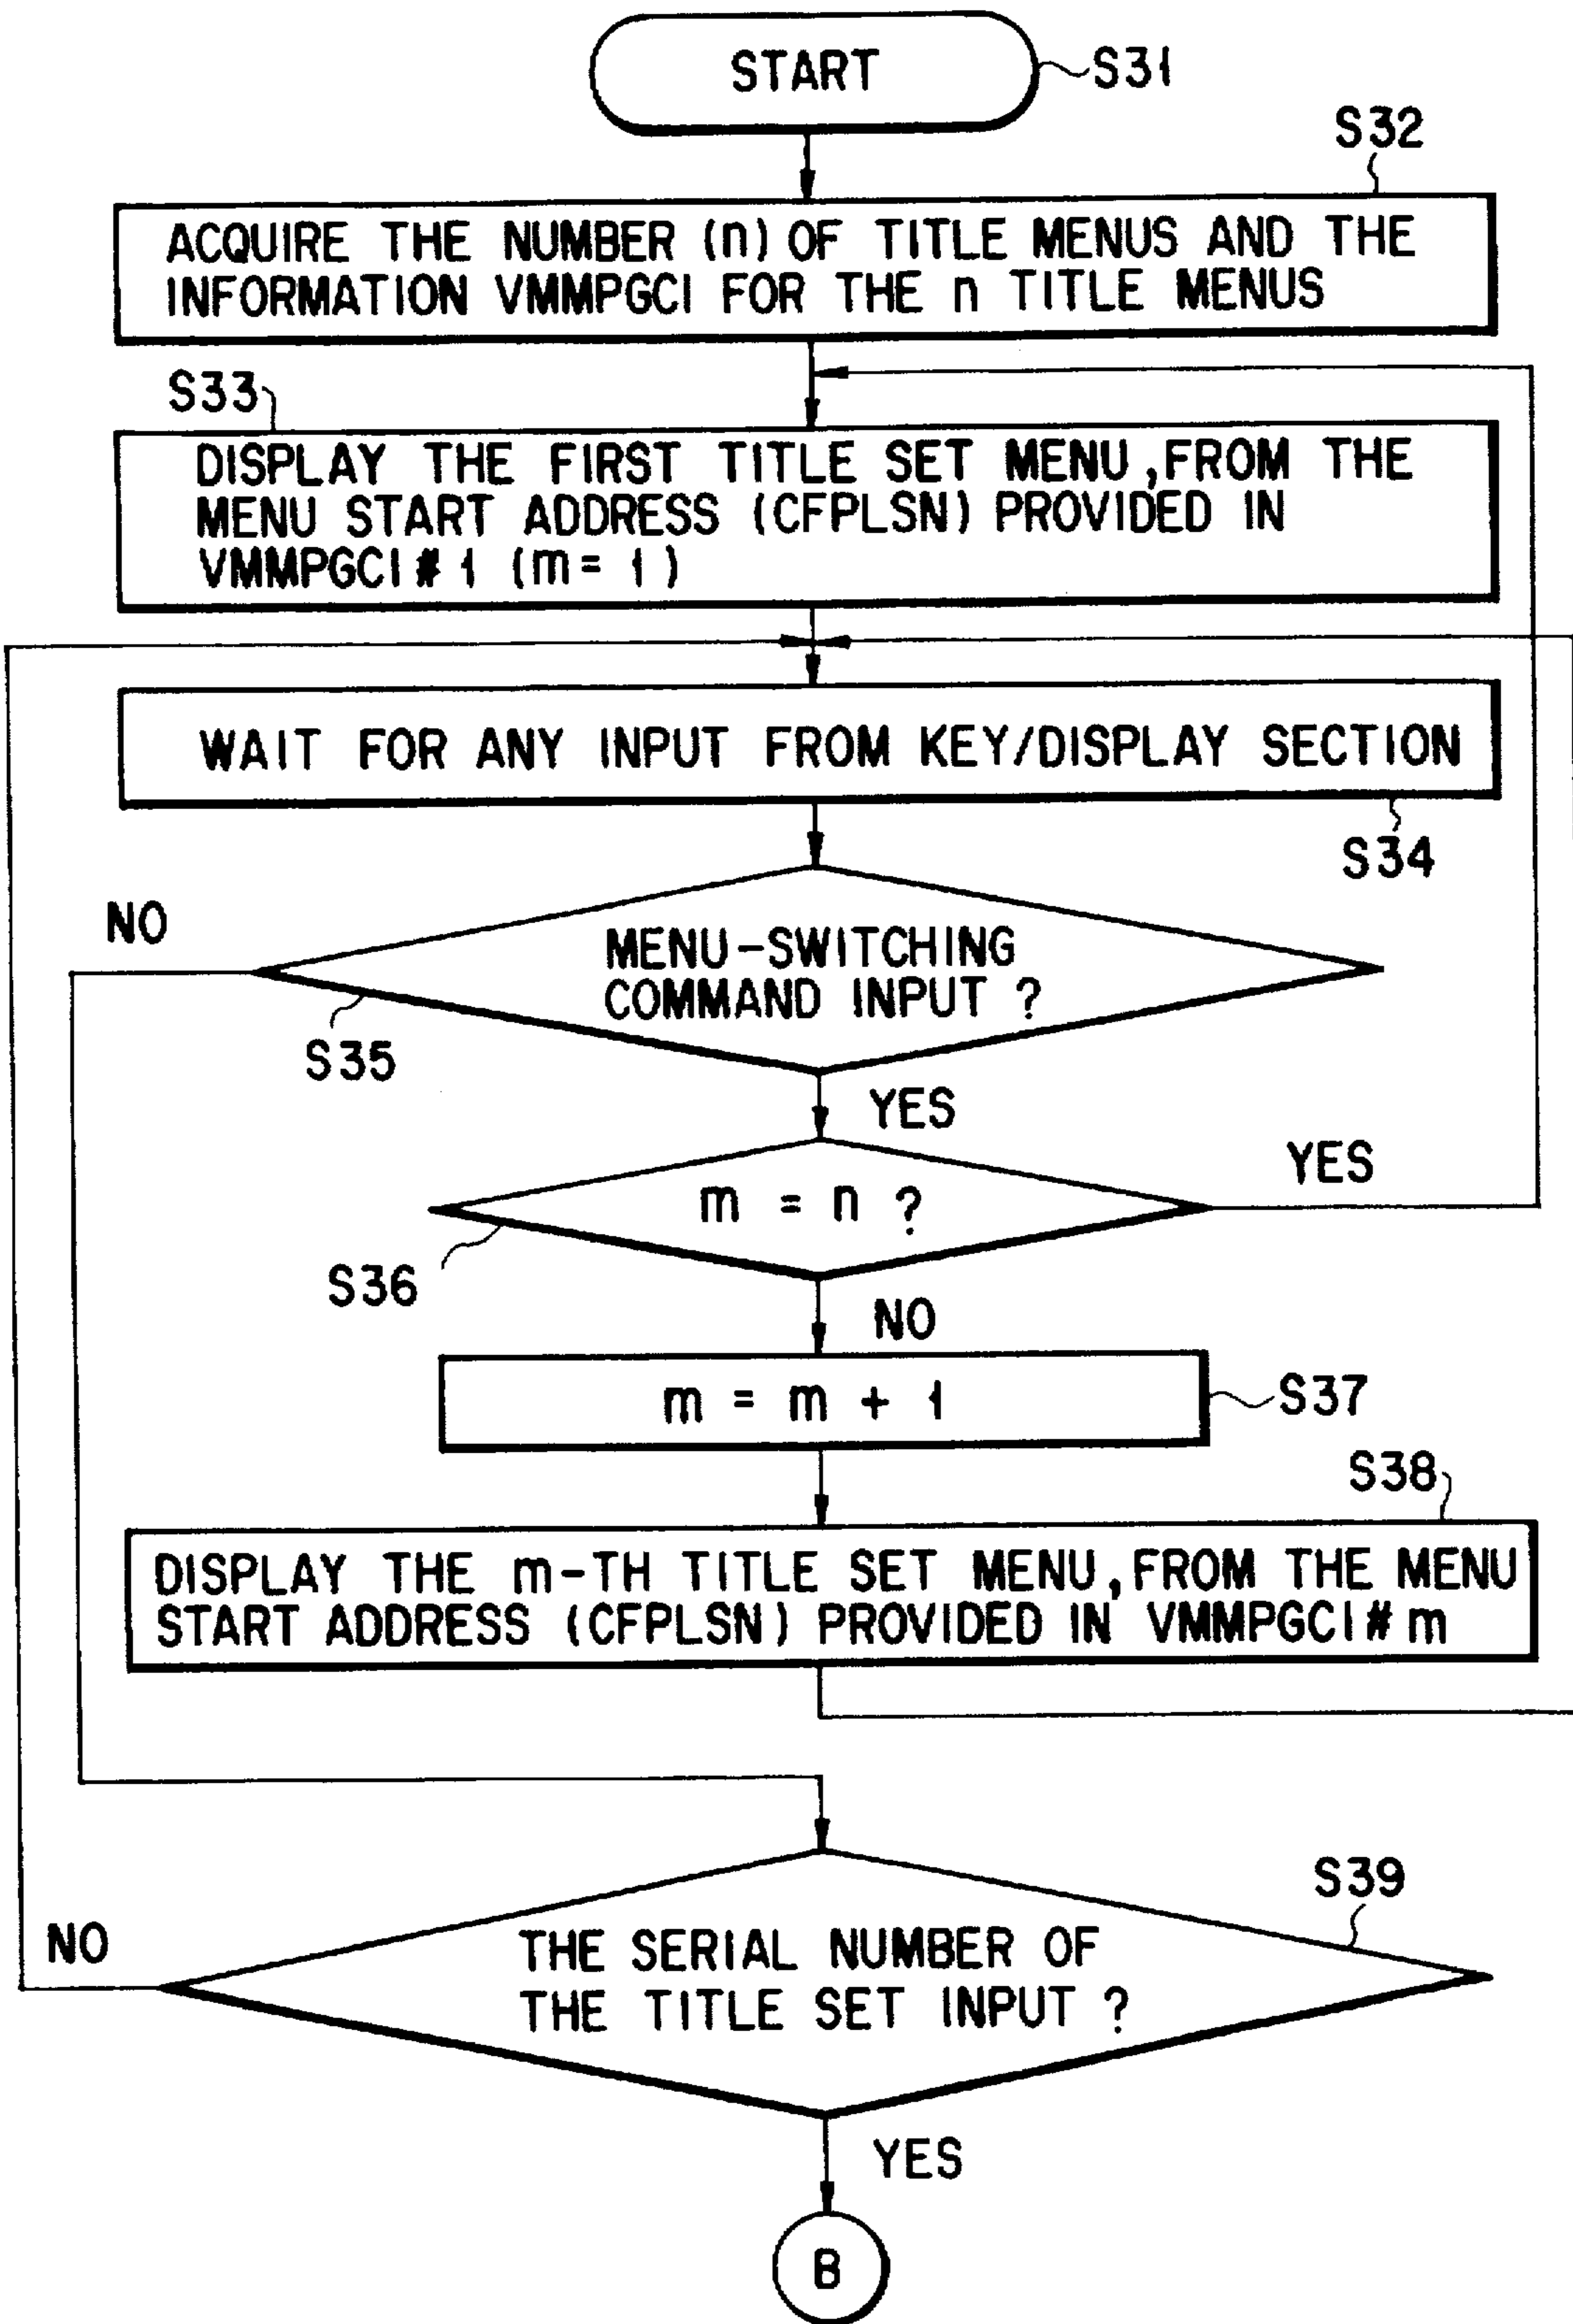 START
S31
S32
ACQUIRE THE NUMBER (n) OF TITLE MENUS AND THE
INFORMATION VMMPGCI FOR THE n TITLE MENUS
S33
DISPLAY THE FIRST TITLE SET MENU, FROM THE
MENU START ADDRESS (CFPLSN) PROVIDED IN
VMMPGCI # 1 (m = 1)
WAIT FOR ANY INPUT FROM KEY/DISPLAY SECTION
S34
NO
MENU-SWITCHING
COMMAND INPUT ?
S35
YES
YES
m = n ?
S36
NO
m = m + 1
S37
S38
DISPLAY THE m-TH TITLE SET MENU, FROM THE MENU
START ADDRESS (CFPLSN) PROVIDED IN VMMPGCI # m
S39
NO
THE SERIAL NUMBER OF
THE TITLE SET INPUT ?
YES
B